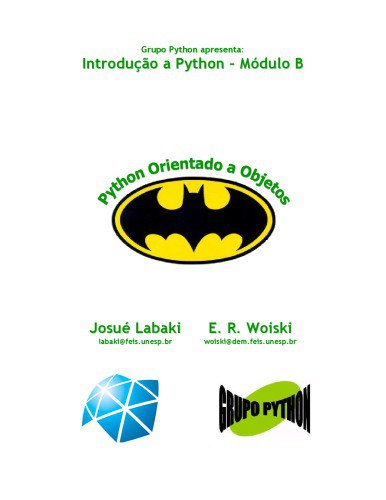 Grupo Python apresenta:
Introdução a Python - Módulo B
Python Orientado a Objetos
Josué Labaki E. R. Woiski
labaki@feis.unesp.br woiski@dem.feis.unesp.br
GRUPO PYTHON